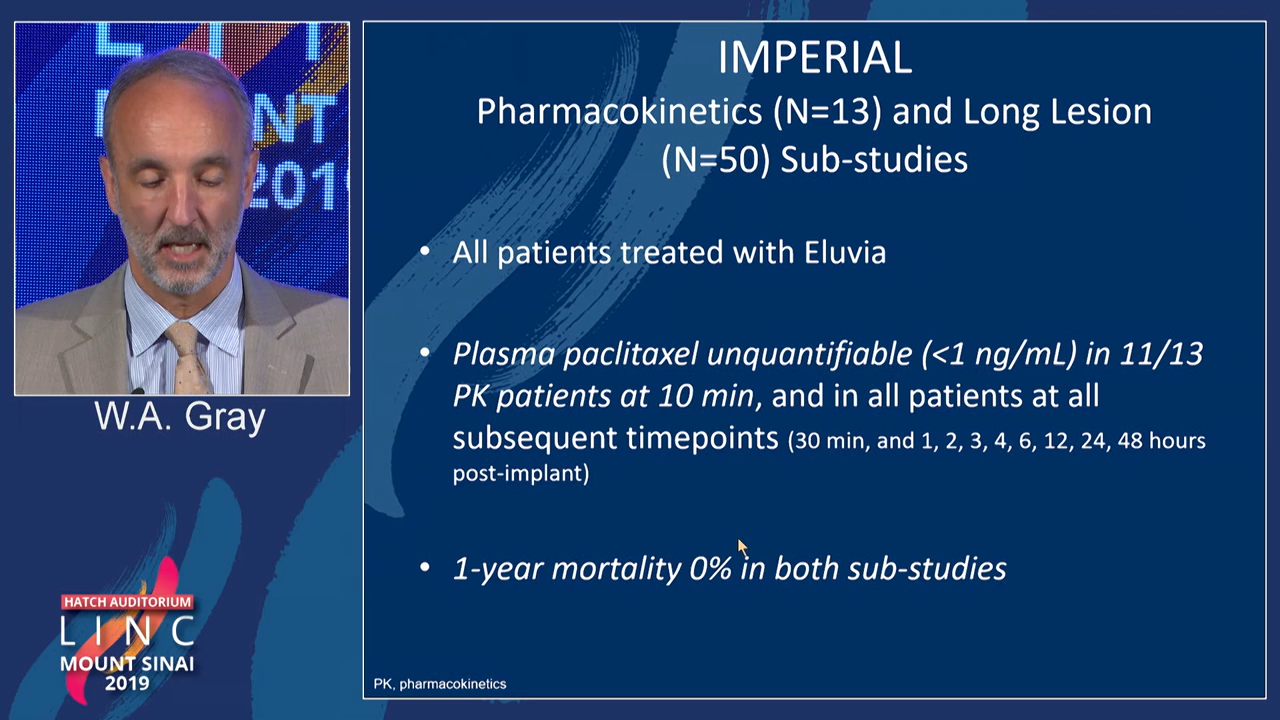 IMPERIAL
Pharmacokinetics (N=13) and Long Lesion
(N=50) Sub-studies
• All patients treated with Eluvia
• Plasma paclitaxel unquantifiable (<1 ng/mL) in 11/13
PK patients at 10 min, and in all patients at all
subsequent timepoints (30 min, and 1, 2, 3, 4, 6, 12, 24, 48 hours
post-implant)
• 1-year mortality 0% in both sub-studies
PK, pharmacokinetics
W.A. Gray
HATCH AUDITORIUM
LINC
MOUNT SINAI
2019